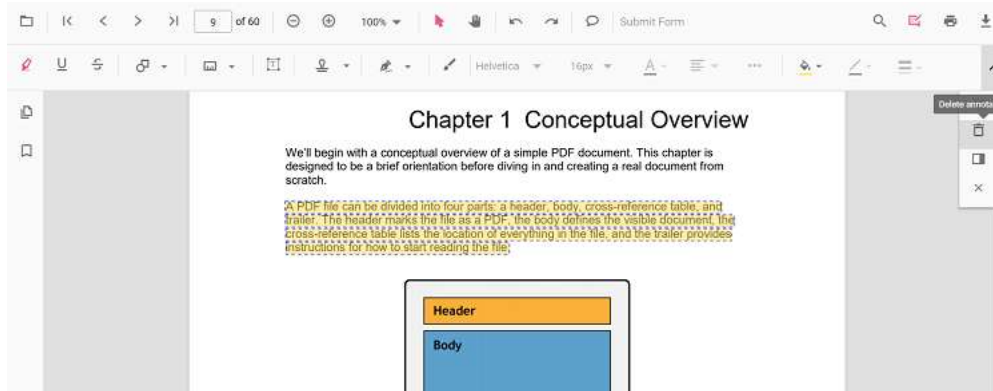 9 of 60 100% Submit Form
Helvetica 16px A
Delete annota
Chapter 1 Conceptual Overview
We'll begin with a conceptual overview of a simple PDF document. This chapter is
designed to be a brief orientation before diving in and creating a real document from
scratch.
A PDF file can be divided into four parts: a header, body, cross-reference table, and
trailer. The header marks the file as a PDF, the body defines the visible document, the
cross-reference table lists the location of everything in the file, and the trailer provides
instructions for how to start reading the file.
Header
Body